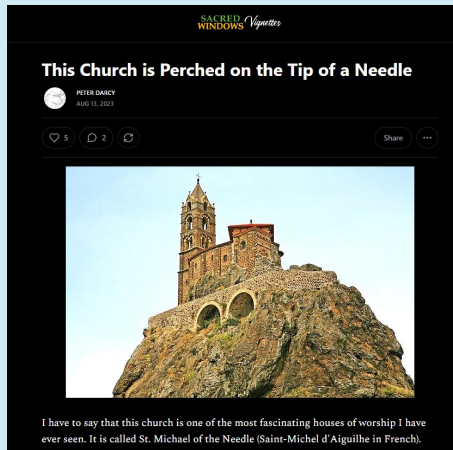 SACRED
WINDOWS Vignettes
This Church is Perched on the Tip of a Needle
PETER DARCY
AUG 13, 2023
5
2
Share
I have to say that this church is one of the most fascinating houses of worship I have
ever seen. It is called St. Michael of the Needle (Saint-Michel d'Aiguilhe in French).